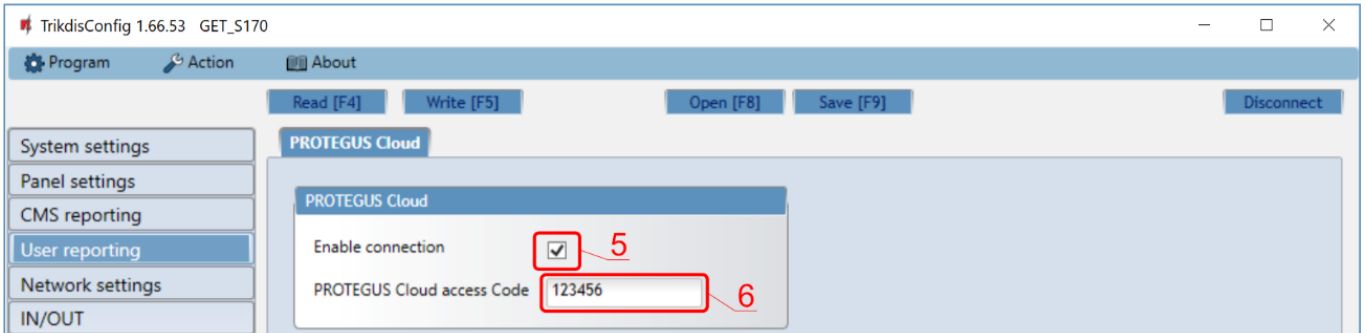 TrikdisConfig 1.66.53 GET_S170
Program Action About
Read [F4] Write [F5] Open [F8] Save [F9] Disconnect
System settings
Panel settings
CMS reporting
User reporting
Network settings
IN/OUT
PROTEGUS Cloud
PROTEGUS Cloud
Enable connection 5
PROTEGUS Cloud access Code 123456 6